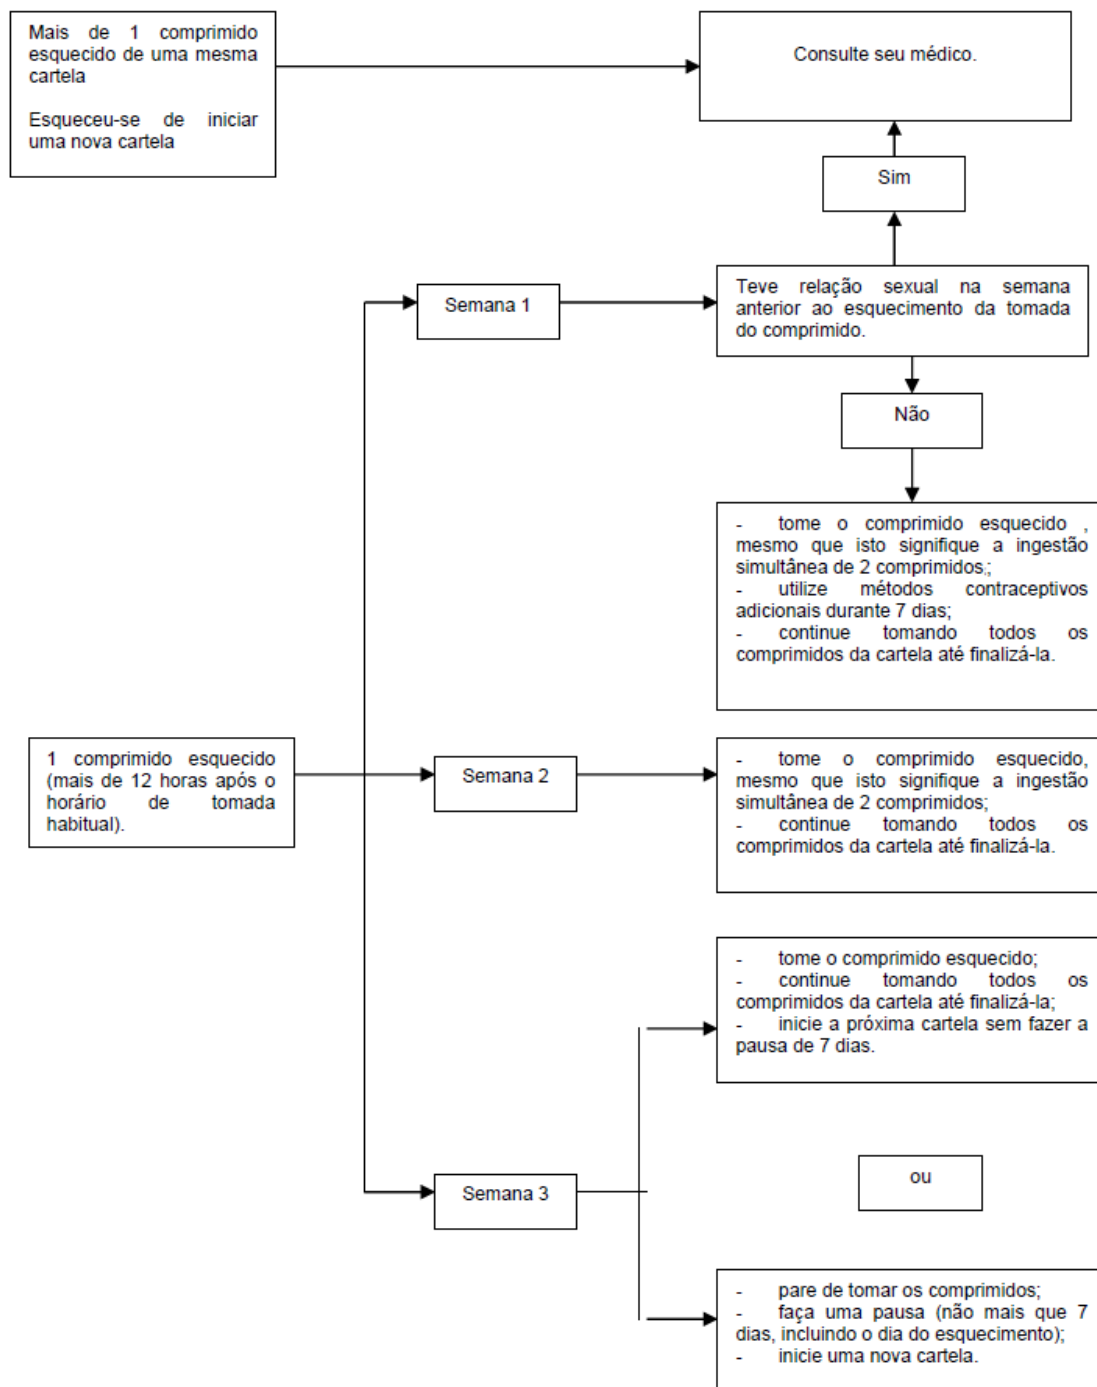 Mais de 1 comprimido
esquecido de uma mesma
cartela
Esqueceu-se de iniciar
uma nova cartela
Consulte seu médico.
Sim
Teve relação sexual na semana
anterior ao esquecimento da tomada
do comprimido.
Semana 1
Não
- tome o comprimido esquecido ,
mesmo que isto signifique a ingestão
simultânea de 2 comprimidos,;
- utilize métodos contraceptivos
adicionais durante 7 dias;
- continue tomando todos os
comprimidos da cartela até finalizá-la.
1 comprimido esquecido
(mais de 12 horas após o
horário de tomada
habitual).
Semana 2
- tome o comprimido esquecido,
mesmo que isto signifique a ingestão
simultânea de 2 comprimidos;
- continue tomando todos os
comprimidos da cartela até finalizá-la.
Semana 3
- tome o comprimido esquecido;
- continue tomando todos os
comprimidos da cartela até finalizá-la;
- inicie a próxima cartela sem fazer a
pausa de 7 dias.
ou
- pare de tomar os comprimidos;
- faça uma pausa (não mais que 7
dias, incluindo o dia do esquecimento);
- inicie uma nova cartela.